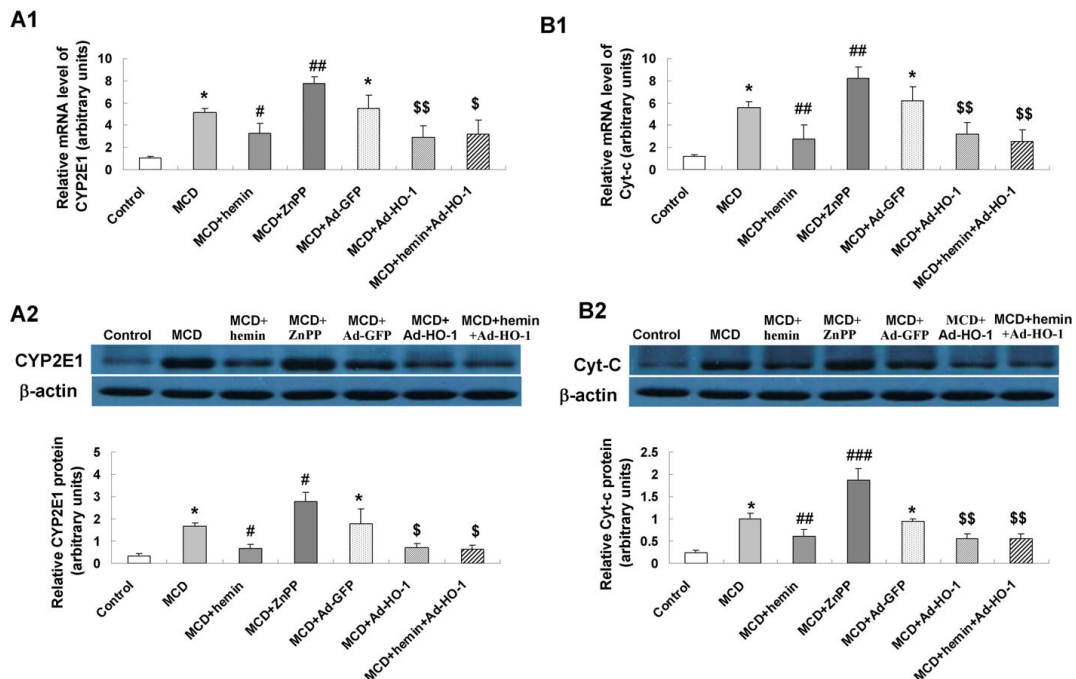 A1
Relative mRNA level of
CYP2E1 (arbitrary units)
10
8
6
4
2
0
*
#
##
*
$$
$
Control
MCD
MCD+hemin
MCD+ZnPP
MCD+Ad-GFP
MCD+Ad-HO-1
MCD+hemin+Ad-HO-1
B1
Relative mRNA level of
Cyt-c (arbitrary units)
10
8
6
4
2
0
*
##
##
*
$$
$$
Control
MCD
MCD+hemin
MCD+ZnPP
MCD+Ad-GFP
MCD+Ad-HO-1
MCD+hemin+Ad-HO-1
A2
Control
MCD
MCD+
hemin
MCD+
ZnPP
MCD+
Ad-GFP
MCD+
Ad-HO-1
MCD+hemin
+Ad-HO-1
CYP2E1
β-actin
Relative CYP2E1 protein
(arbitrary units)
5
4
3
2
1
0
*
#
#
*
$
$
Control
MCD
MCD+hemin
MCD+ZnPP
MCD+Ad-GFP
MCD+Ad-HO-1
MCD+hemin+Ad-HO-1
B2
Control
MCD
MCD+
hemin
MCD+
ZnPP
MCD+
Ad-GFP
MCD+
Ad-HO-1
MCD+hemin
+Ad-HO-1
Cyt-C
β-actin
Relative Cyt-c protein
(arbitrary units)
2.5
2
1.5
1
0.5
0
*
##
###
*
$$
$$
Control
MCD
MCD+hemin
MCD+ZnPP
MCD+Ad-GFP
MCD+Ad-HO-1
MCD+hemin+Ad-HO-1